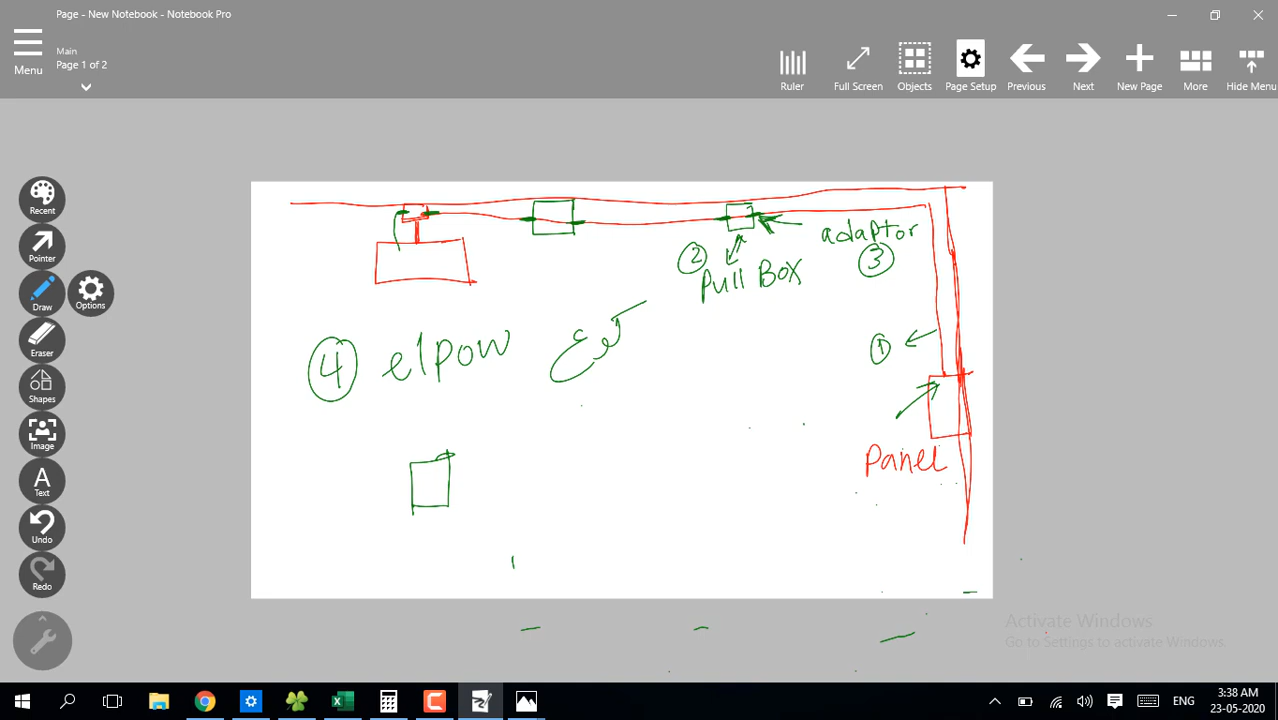 Page - New Notebook - Notebook Pro
Menu
Main
Page 1 of 2
Ruler
Full Screen
Objects
Page Setup
Previous
Next
New Page
More
Hide Menu
Recent
Pointer
Draw
Options
Eraser
Shapes
Image
Text
Undo
Redo
adaptor
3
2
Pull Box
4 elpow كوع
1
Panel
Activate Windows
Go to Settings to activate Windows.
ENG
3:38 AM
23-05-2020